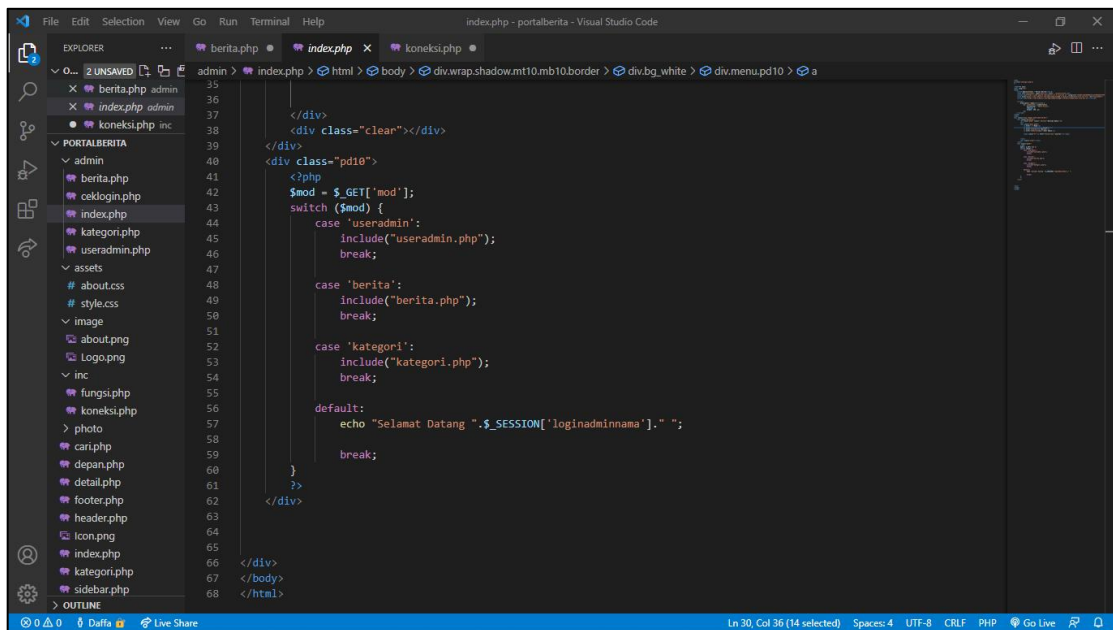 File Edit Selection View Go Run Terminal Help
index.php - portalberita - Visual Studio Code
EXPLORER
berita.php
index.php
koneksi.php
O... 2 UNSAVED
berita.php admin
index.php admin
koneksi.php inc
PORTALBERITA
admin
berita.php
ceklogin.php
index.php
kategori.php
useradmin.php
assets
# about.css
# style.css
image
about.png
Logo.png
inc
fungsi.php
koneksi.php
photo
cari.php
depan.php
detail.php
footer.php
header.php
Icon.png
index.php
kategori.php
sidebar.php
OUTLINE
admin > index.php > html > body > div.wrap.shadow.mt10.mb10.border > div.bg_white > div.menu.pd10 > a
35
36
37 </div>
38 <div class="clear"></div>
39 </div>
40 <div class="pd10">
41 <?php
42 $mod = $_GET['mod'];
43 switch ($mod) {
44 case 'useradmin':
45 include("useradmin.php");
46 break;
47
48 case 'berita':
49 include("berita.php");
50 break;
51
52 case 'kategori':
53 include("kategori.php");
54 break;
55
56 default:
57 echo "Selamat Datang ".$_SESSION['loginadminnama']." ";
58
59 break;
60 }
61 ?>
62 </div>
63
64
65
66 </div>
67 </body>
68 </html>
2
0 0 Daffa Live Share
Ln 30, Col 36 (14 selected) Spaces: 4 UTF-8 CRLF PHP Go Live